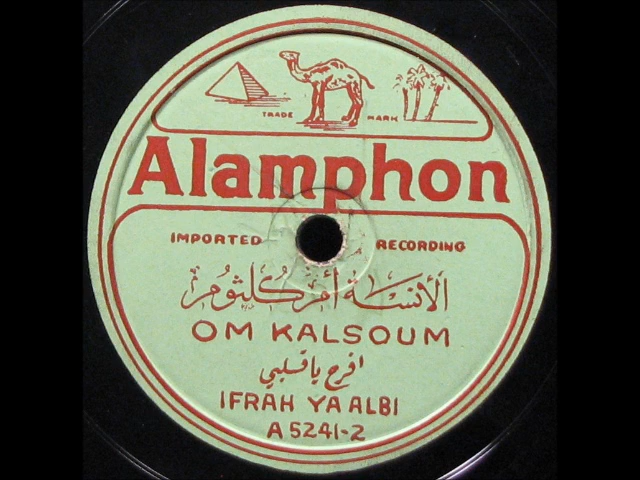 TRADE MARK
Alamphon
IMPORTED RECORDING
الآنسة أم كلثوم
OM KALSOUM
افرح يا قلبي
IFRAH YA ALBI
A 5241-2